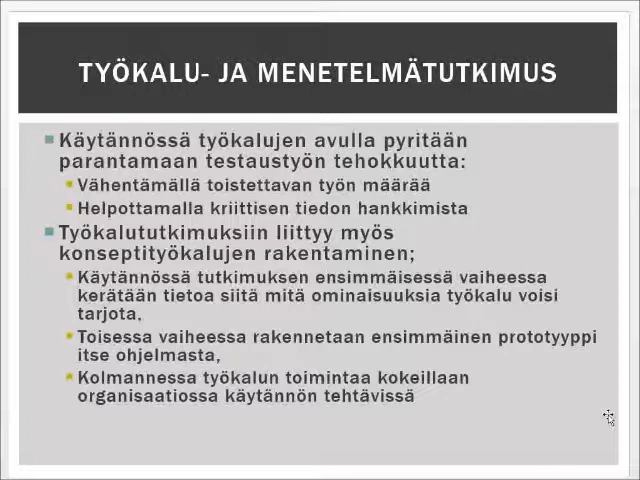 TYÖKALU- JA MENETELMÄTUTKIMUS
Käytännössä työkalujen avulla pyritään
parantamaan testaustyön tehokkuutta:
Vähentämällä toistettavan työn määrää
Helpottamalla kriittisen tiedon hankkimista
Työkalututkimuksiin liittyy myös
konseptityökalujen rakentaminen;
Käytännössä tutkimuksen ensimmäisessä vaiheessa
kerätään tietoa siitä mitä ominaisuuksia työkalu voisi
tarjota,
Toisessa vaiheessa rakennetaan ensimmäinen prototyyppi
itse ohjelmasta,
Kolmannessa työkalun toimintaa kokeillaan
organisaatiossa käytännön tehtävissä